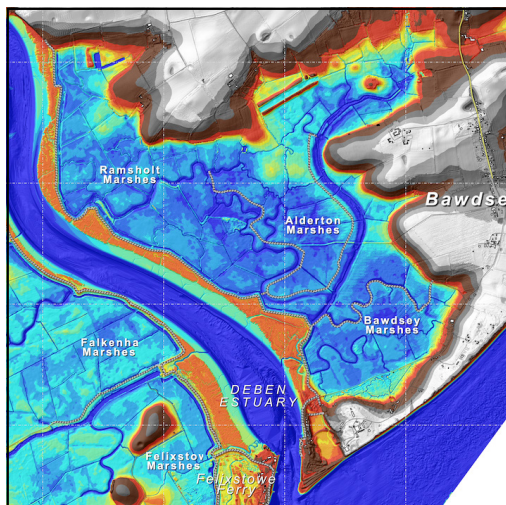 Ramsholt
Marshes
Alderton
Marshes
Bawdse
Bawdsey
Marshes
Falkenha
Marshes
DEBEN
ESTUARY
Felixstov
Marshes
Felixstowe
Ferry